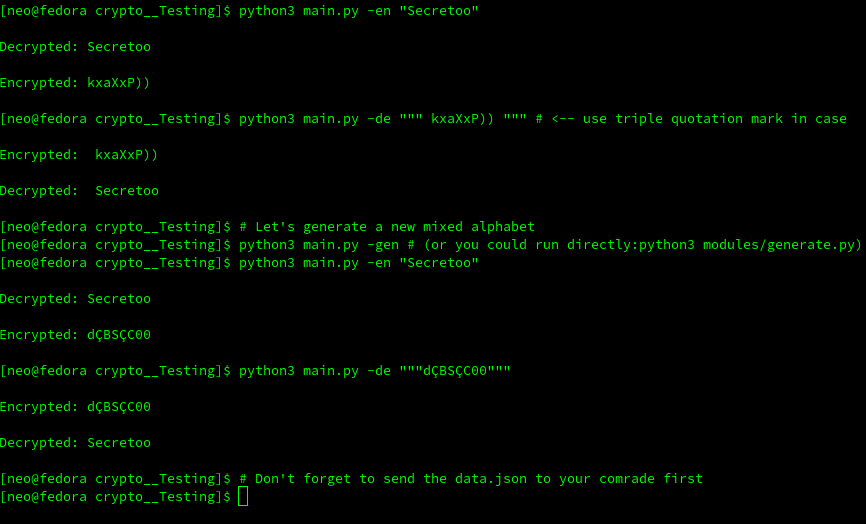 [neo@fedora crypto__Testing]$ python3 main.py -en "Secretoo"
Decrypted: Secretoo
Encrypted: kxaXxP))
[neo@fedora crypto__Testing]$ python3 main.py -de """ kxaXxP)) """ # <-- use triple quotation mark in case
Encrypted:  kxaXxP))
Decrypted:  Secretoo
[neo@fedora crypto__Testing]$ # Let's generate a new mixed alphabet
[neo@fedora crypto__Testing]$ python3 main.py -gen # (or you could run directly:python3 modules/generate.py)
[neo@fedora crypto__Testing]$ python3 main.py -en "Secretoo"
Decrypted: Secretoo
Encrypted: dÇBSÇC00
[neo@fedora crypto__Testing]$ python3 main.py -de """dÇBSÇC00"""
Encrypted: dÇBSÇC00
Decrypted: Secretoo
[neo@fedora crypto__Testing]$ # Don't forget to send the data.json to your comrade first
[neo@fedora crypto__Testing]$